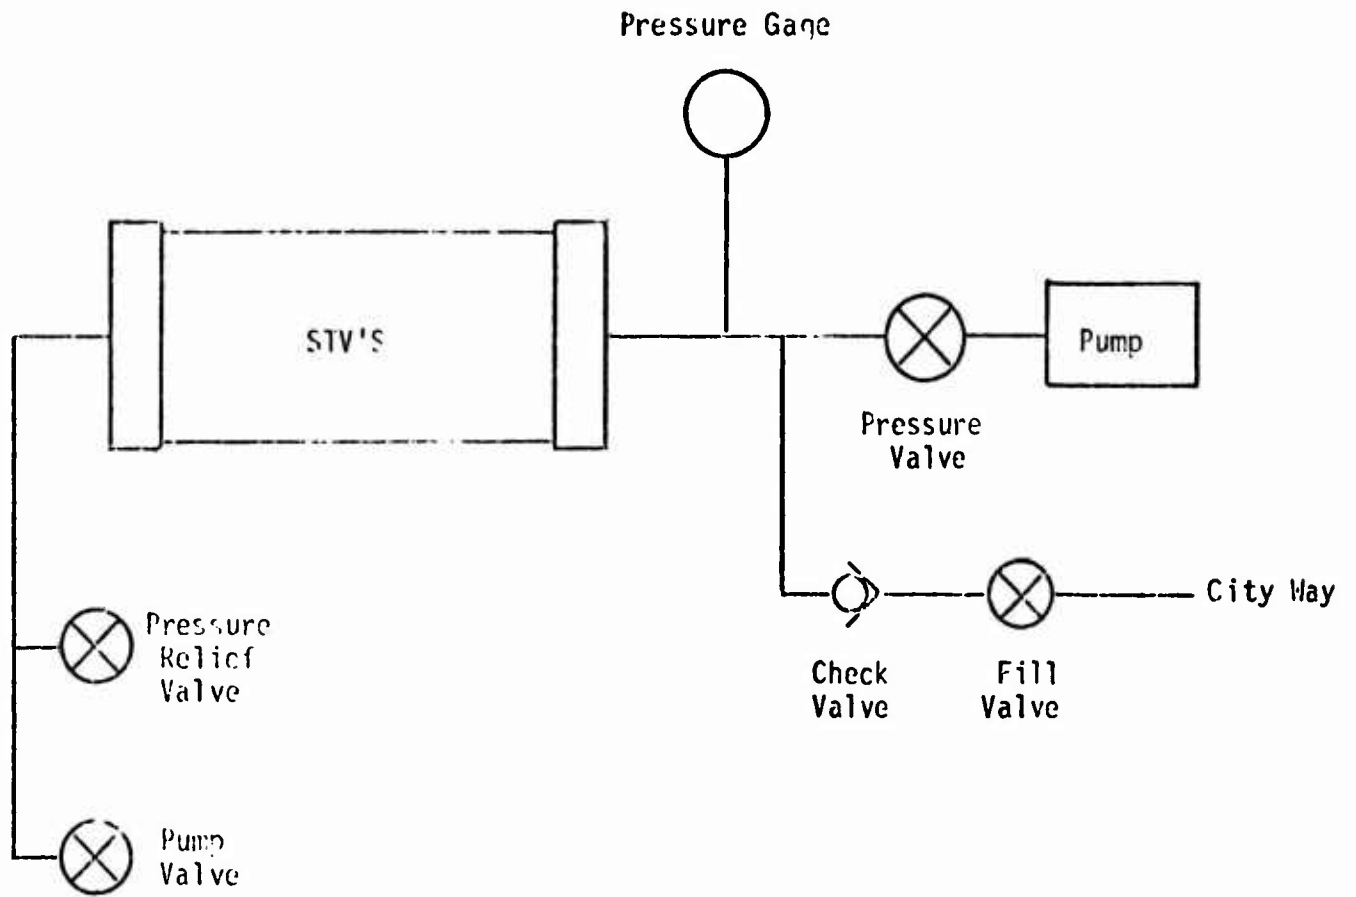 Pressure Gage
STV'S
Pump
Pressure
Valve
City Way
Pressure
Relief
Valve
Check
Valve
Fill
Valve
Pump
Valve